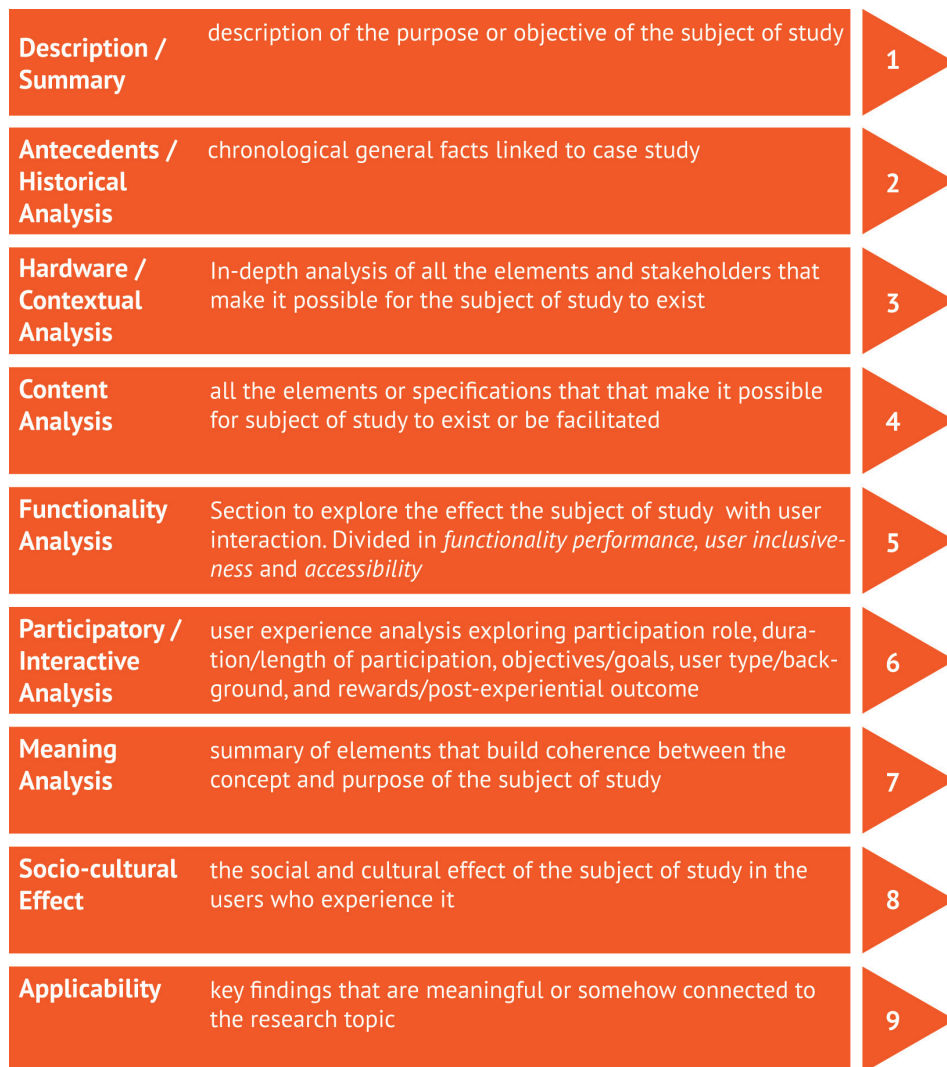 Description /
Summary
description of the purpose or objective of the subject of study
1
Antecedents /
Historical
Analysis
chronological general facts linked to case study
2
Hardware /
Contextual
Analysis
In-depth analysis of all the elements and stakeholders that
make it possible for the subject of study to exist
3
Content
Analysis
all the elements or specifications that that make it possible
for subject of study to exist or be facilitated
4
Functionality
Analysis
Section to explore the effect the subject of study with user
interaction. Divided in functionality performance, user inclusive-
ness and accessibility
5
Participatory /
Interactive
Analysis
user experience analysis exploring participation role, dura-
tion/length of participation, objectives/goals, user type/back-
ground, and rewards/post-experiential outcome
6
Meaning
Analysis
summary of elements that build coherence between the
concept and purpose of the subject of study
7
Socio-cultural
Effect
the social and cultural effect of the subject of study in the
users who experience it
8
Applicability
key findings that are meaningful or somehow connected to
the research topic
9